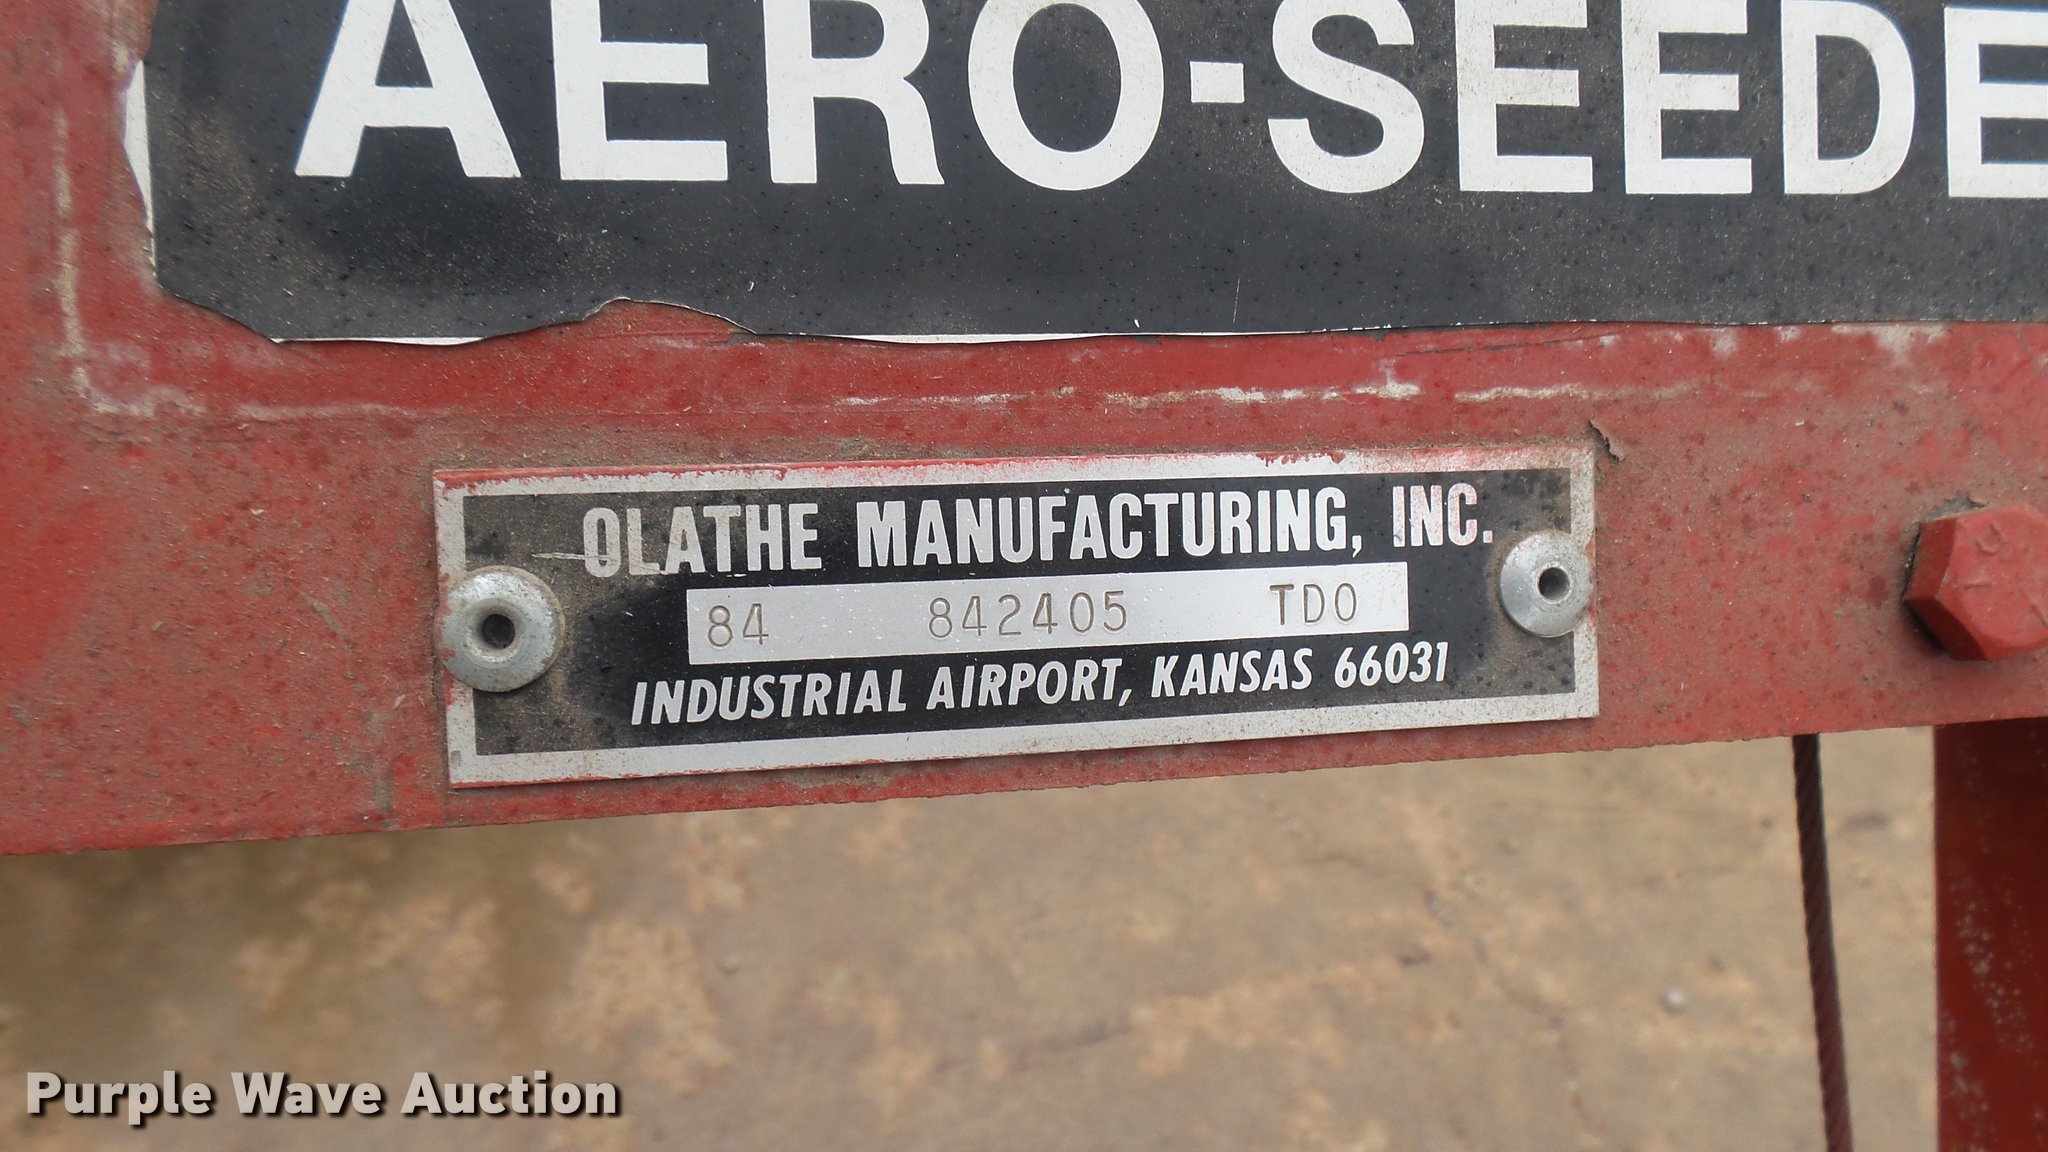 AERO-SEEDE
OLATHE MANUFACTURING, INC.
84 842405 TDO
INDUSTRIAL AIRPORT, KANSAS 66031
Purple Wave Auction